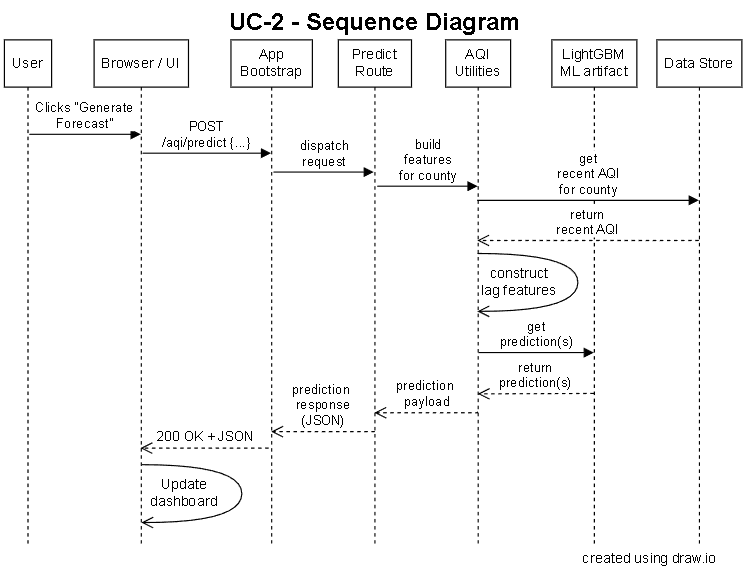 UC-2 - Sequence Diagram
User
Browser / UI
App
Bootstrap
Predict
Route
AQI
Utilities
LightGBM
ML artifact
Data Store
Clicks "Generate
Forecast"
POST
/aqi/predict {...}
dispatch
request
build
features
for county
get
recent AQI
for county
return
recent AQI
construct
lag features
get
prediction(s)
return
prediction(s)
prediction
payload
prediction
response
(JSON)
200 OK + JSON
Update
dashboard
created using draw.io